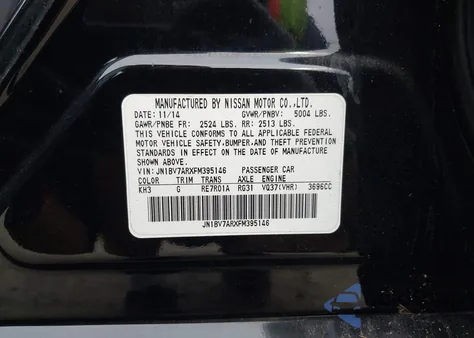 MANUFACTURED BY NISSAN MOTOR CO.,LTD.
DATE: 11/14 GVWR/PNBV: 5004 LBS.
GAWR/PNBE FR: 2524 LBS. RR: 2513 LBS.
THIS VEHICLE CONFORMS TO ALL APPLICABLE FEDERAL
MOTOR VEHICLE SAFETY,BUMPER,AND THEFT PREVENTION
STANDARDS IN EFFECT ON THE DATE OF MANUFACTURE
SHOWN ABOVE.
VIN: JN1BV7ARXFM395146 PASSENGER CAR
COLOR TRIM TRANS AXLE ENGINE
KH3 G RE7R01A RG31 VQ37(VHR) 3696CC
JN1BV7ARXFM395146